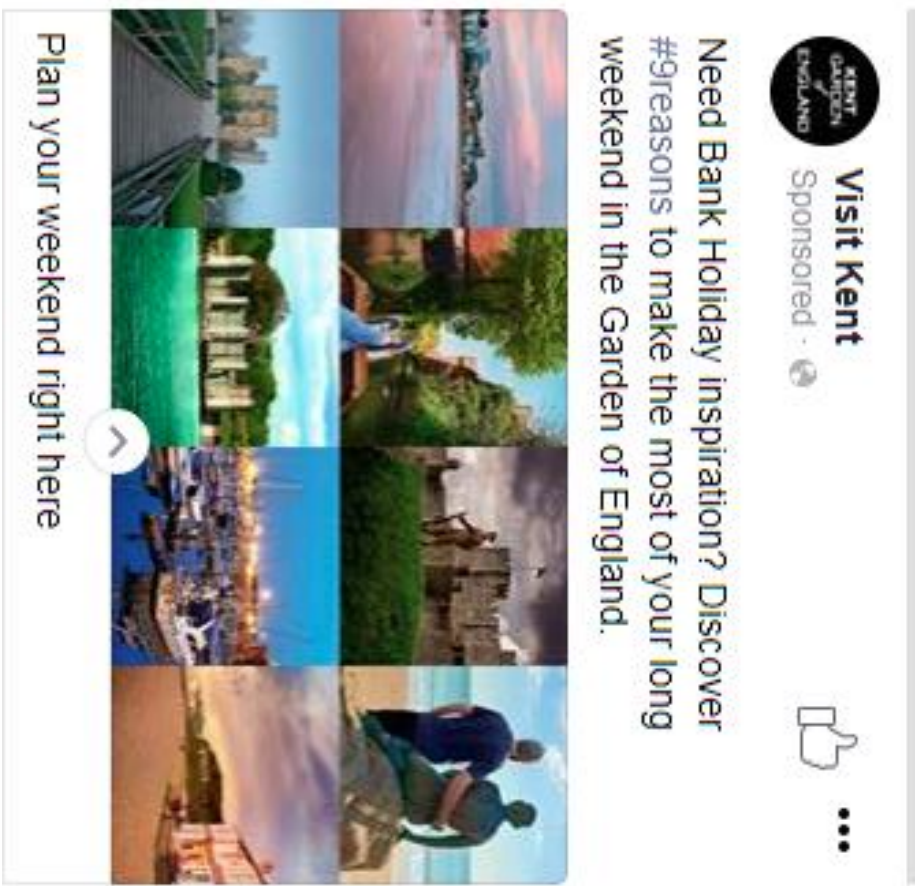 KENT
GARDEN
of
ENGLAND
Visit Kent
Sponsored ·
Need Bank Holiday inspiration? Discover
#9reasons to make the most of your long
weekend in the Garden of England.
Plan your weekend right here